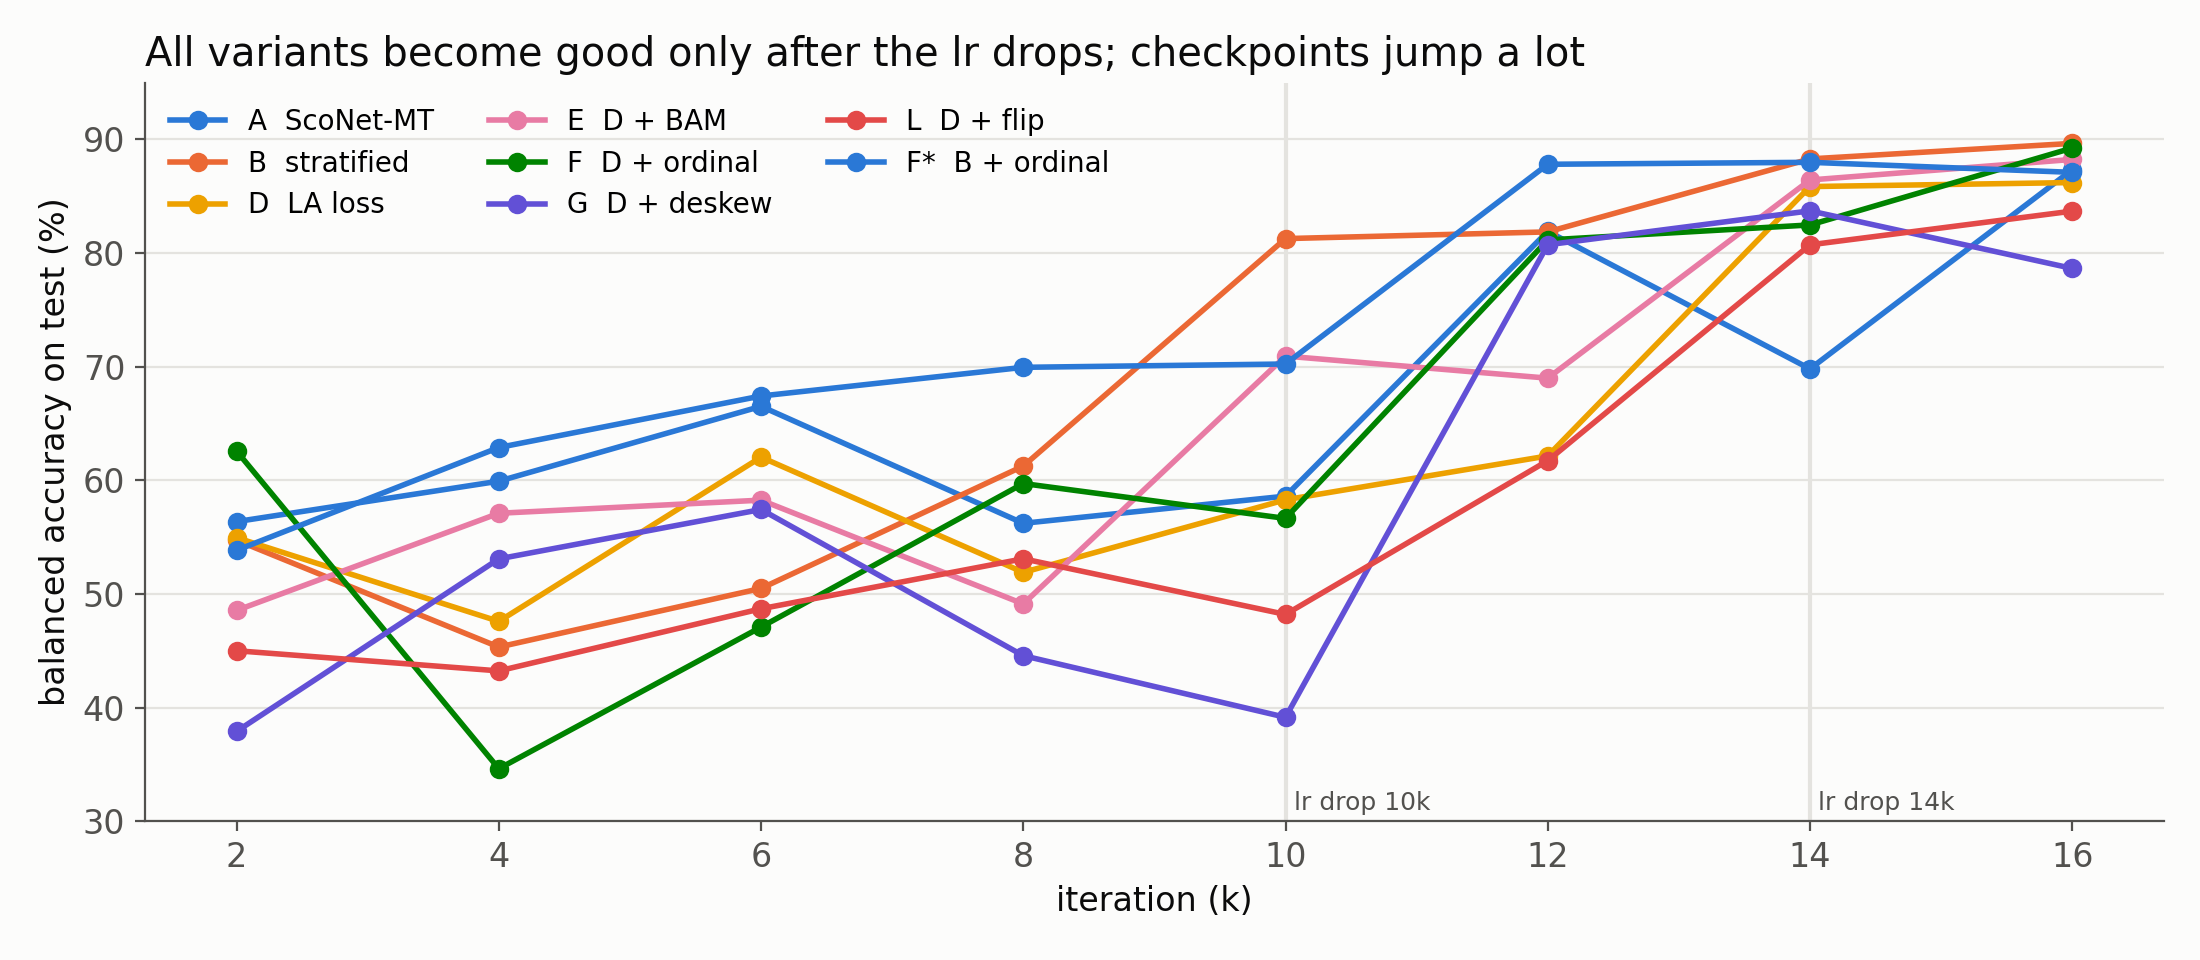 All variants become good only after the lr drops; checkpoints jump a lot
A  ScoNet-MT
B  stratified
D  LA loss
E  D + BAM
F  D + ordinal
G  D + deskew
L  D + flip
F*  B + ordinal
balanced accuracy on test (%)
90
80
70
60
50
40
30
lr drop 10k
lr drop 14k
2 4 6 8 10 12 14 16
iteration (k)